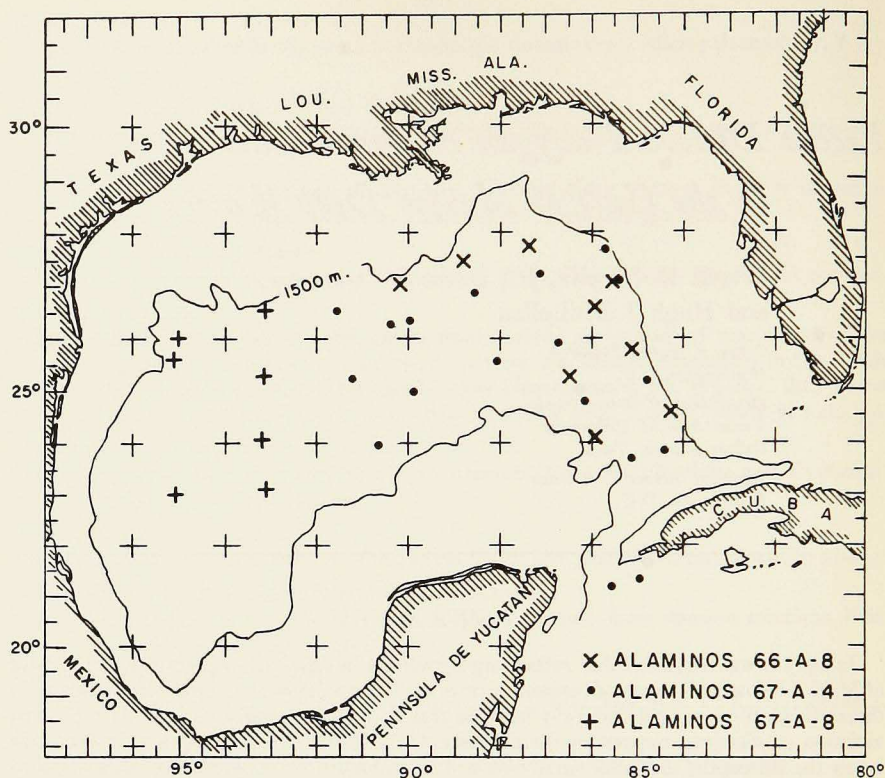 MISS. ALA.
LOU.
TEXAS
FLORIDA
30°
1500 m.
25°
CUBA
20°
MEXICO
PENINSULA DE YUCATAN
× ALAMINOS 66-A-8
• ALAMINOS 67-A-4
+ ALAMINOS 67-A-8
95° 90° 85° 80°